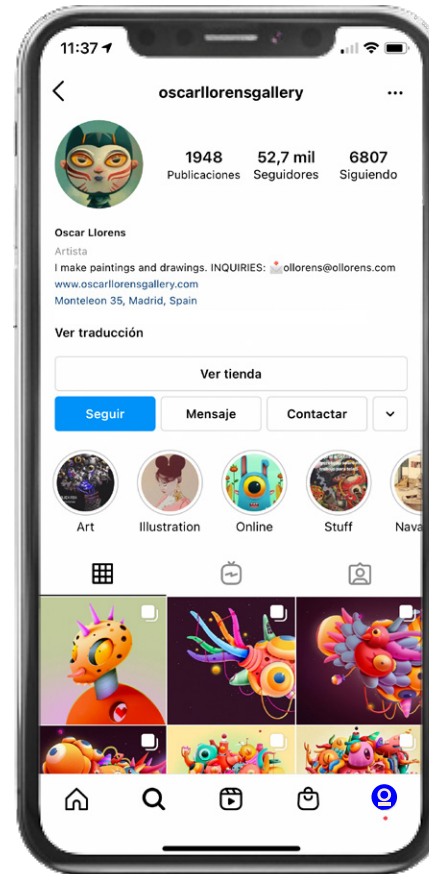 11:37
oscarllorensgallery
1948 52,7 mil 6807
Publicaciones Seguidores Siguiendo
Oscar Llorens
Artista
I make paintings and drawings. INQUIRIES: 📩ollorens@ollorens.com
www.oscarllorensgallery.com
Monteleon 35, Madrid, Spain
Ver traducción
Ver tienda
Seguir Mensaje Contactar
Art Illustration Online Stuff Nava